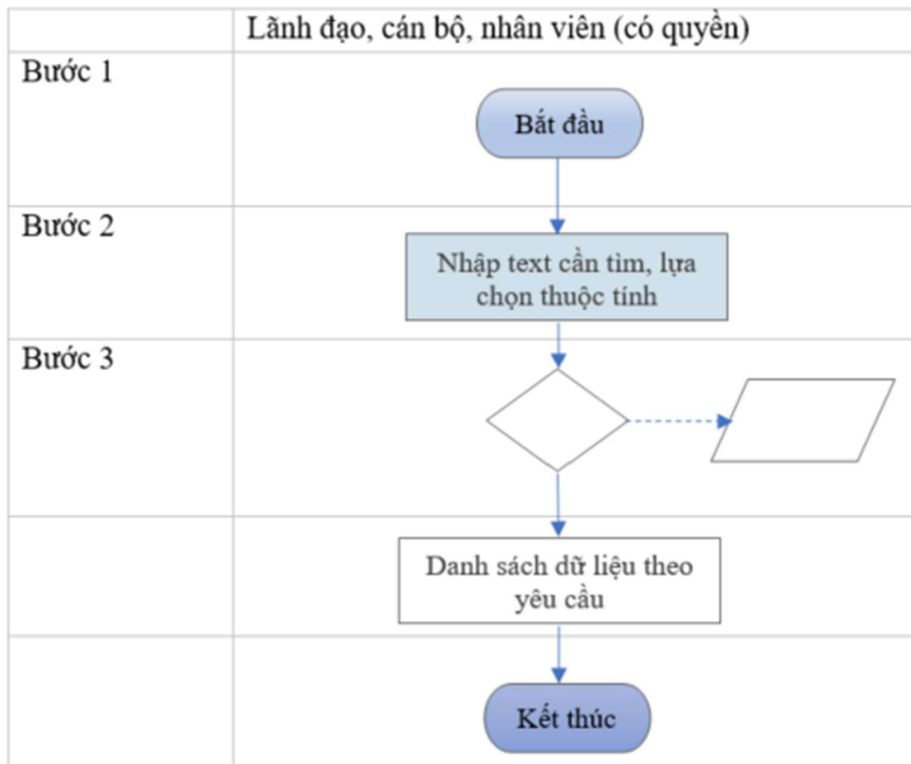 Lãnh đạo, cán bộ, nhân viên (có quyền)
Bước 1
Bắt đầu
Bước 2
Nhập text cần tìm, lựa
chọn thuộc tính
Bước 3
Danh sách dữ liệu theo
yêu cầu
Kết thúc